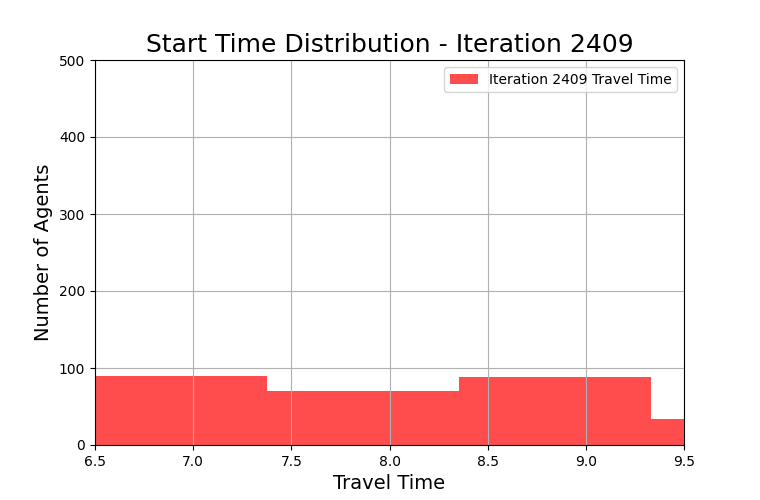 Start Time Distribution - Iteration 2409
Iteration 2409 Travel Time
Number of Agents
500
400
300
200
100
0
6.5 7.0 7.5 8.0 8.5 9.0 9.5
Travel Time